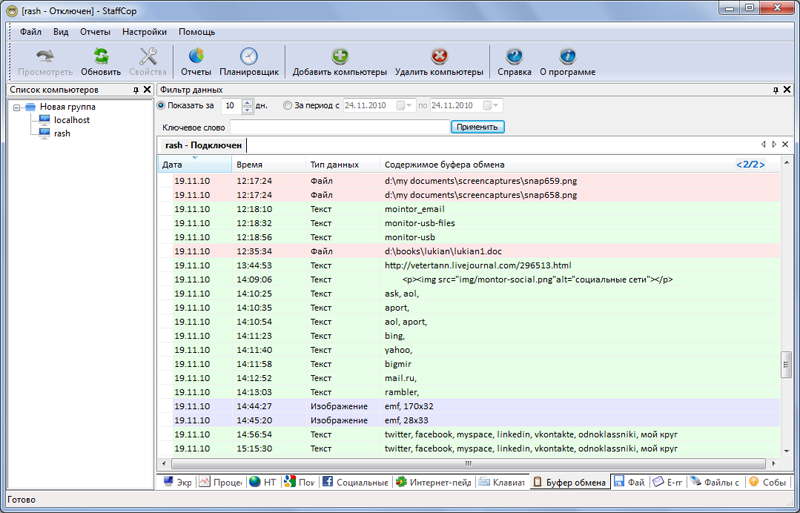 [rash - Отключен] - StaffCop
Файл Вид Отчеты Настройки Помощь
Просмотреть Обновить Свойства Отчеты Планировщик Добавить компьютеры Удалить компьютеры Справка О программе
Список компьютеров
Новая группа
localhost
rash
Фильтр данных
Показать за 10 дн. За период с 24.11.2010 по 24.11.2010
Ключевое слово Применить
rash - Подключен
Дата Время Тип данных Содержимое буфера обмена <2/2>
19.11.10 12:17:24 Файл d:\my documents\screencaptures\snap659.png
19.11.10 12:17:24 Файл d:\my documents\screencaptures\snap658.png
19.11.10 12:18:10 Текст mointor_email
19.11.10 12:18:32 Текст monitor-usb-files
19.11.10 12:18:56 Текст monitor-usb
19.11.10 12:35:34 Файл d:\books\lukian\lukian1.doc
19.11.10 13:44:53 Текст http://vetertann.livejournal.com/296513.html
19.11.10 14:09:06 Текст <p><img src="img/montor-social.png"alt="социальные сети"></p>
19.11.10 14:10:25 Текст ask, aol,
19.11.10 14:10:35 Текст aport,
19.11.10 14:10:54 Текст aol, aport,
19.11.10 14:11:23 Текст bing,
19.11.10 14:11:40 Текст yahoo,
19.11.10 14:11:58 Текст bigmir
19.11.10 14:12:52 Текст mail.ru,
19.11.10 14:13:03 Текст rambler,
19.11.10 14:44:27 Изображение emf, 170x32
19.11.10 14:45:20 Изображение emf, 28x33
19.11.10 14:56:54 Текст twitter, facebook, myspace, linkedin, vkontakte, odnoklassniki, мой круг
19.11.10 15:15:30 Текст twitter, facebook, myspace, linkedin, vkontakte, odnoklassniki, мой круг
Экр Процес HT Пои Социальные Интернет-пейд Клавиат Буфер обмена Фай E-m Файлы с Собы
Готово